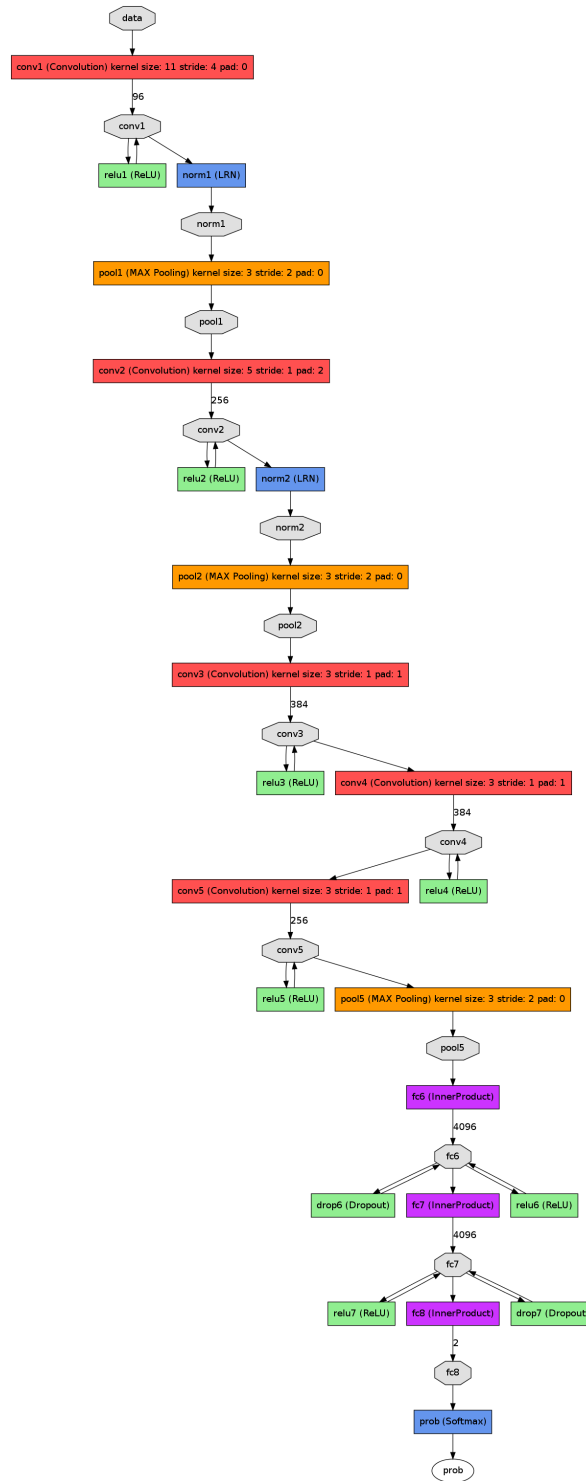 data
conv1 (Convolution) kernel size: 11 stride: 4 pad: 0
96
conv1
relu1 (ReLU)
norm1 (LRN)
norm1
pool1 (MAX Pooling) kernel size: 3 stride: 2 pad: 0
pool1
conv2 (Convolution) kernel size: 5 stride: 1 pad: 2
256
conv2
relu2 (ReLU)
norm2 (LRN)
norm2
pool2 (MAX Pooling) kernel size: 3 stride: 2 pad: 0
pool2
conv3 (Convolution) kernel size: 3 stride: 1 pad: 1
384
conv3
relu3 (ReLU)
conv4 (Convolution) kernel size: 3 stride: 1 pad: 1
384
conv4
conv5 (Convolution) kernel size: 3 stride: 1 pad: 1
relu4 (ReLU)
256
conv5
relu5 (ReLU)
pool5 (MAX Pooling) kernel size: 3 stride: 2 pad: 0
pool5
fc6 (InnerProduct)
4096
fc6
drop6 (Dropout)
fc7 (InnerProduct)
relu6 (ReLU)
4096
fc7
relu7 (ReLU)
fc8 (InnerProduct)
drop7 (Dropout
2
fc8
prob (Softmax)
prob